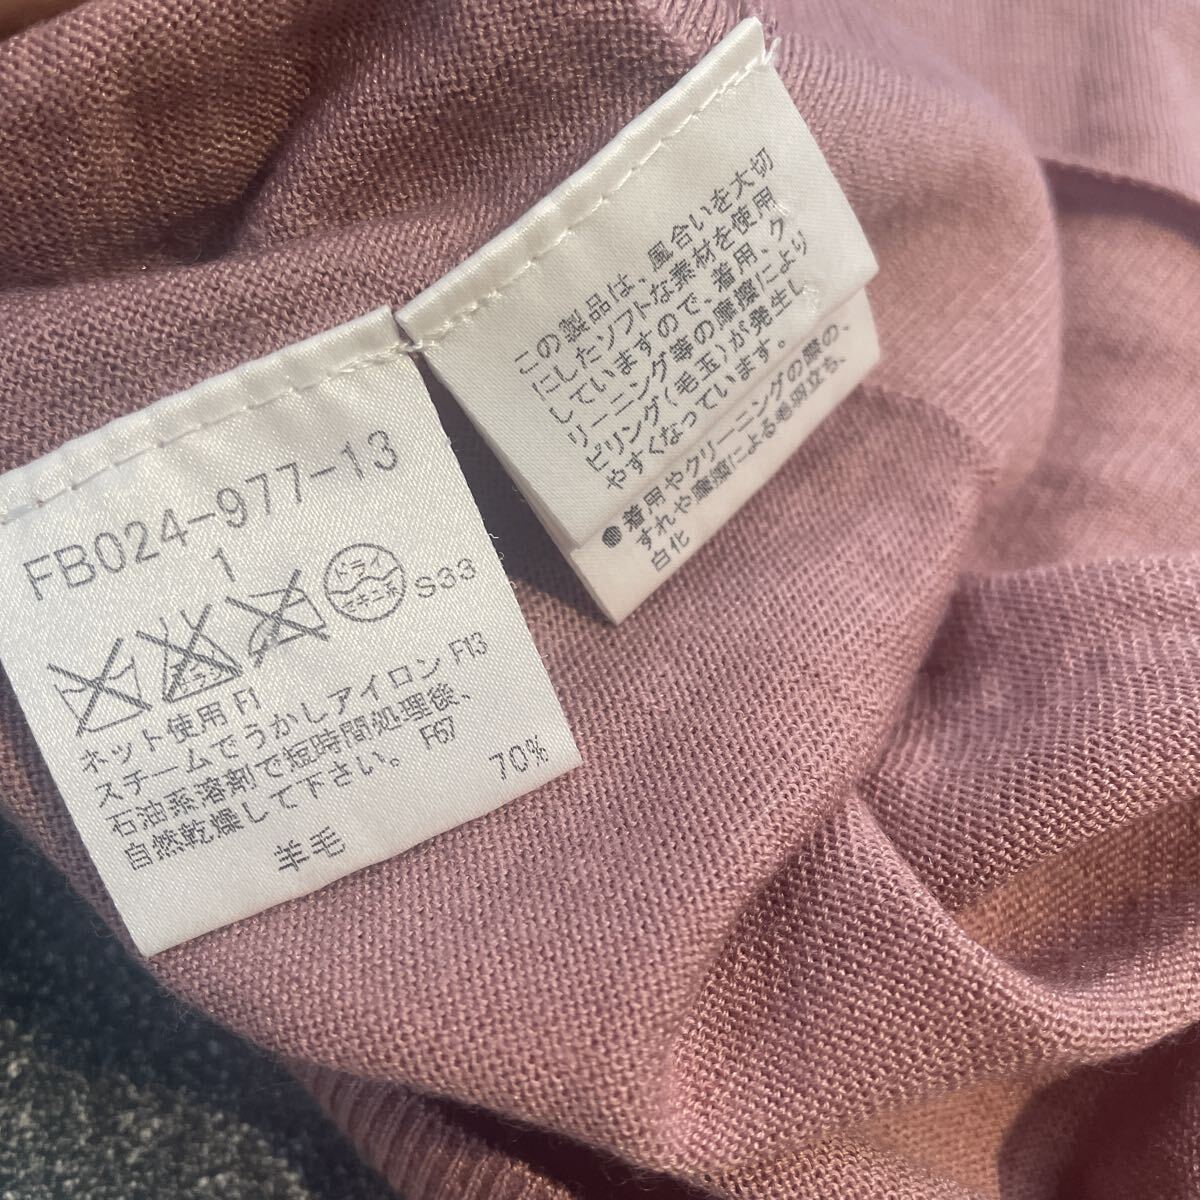 FB024-977-13
1
エンソ
ドライ
セキユ系
S33
ネット使用 F1
スチームでうかしアイロン F13
石油系溶剤で短時間処理後、
自然乾燥して下さい。 F67
羊毛 70%
この製品は、風合いを大切
にしたソフトな素材を使用
していますので、着用、ク
リーニング等の摩擦により
ピリング(毛玉)が発生し
やすくなっています。
●着用やクリーニングの際の、
すれや摩擦による毛羽立ち、
白化